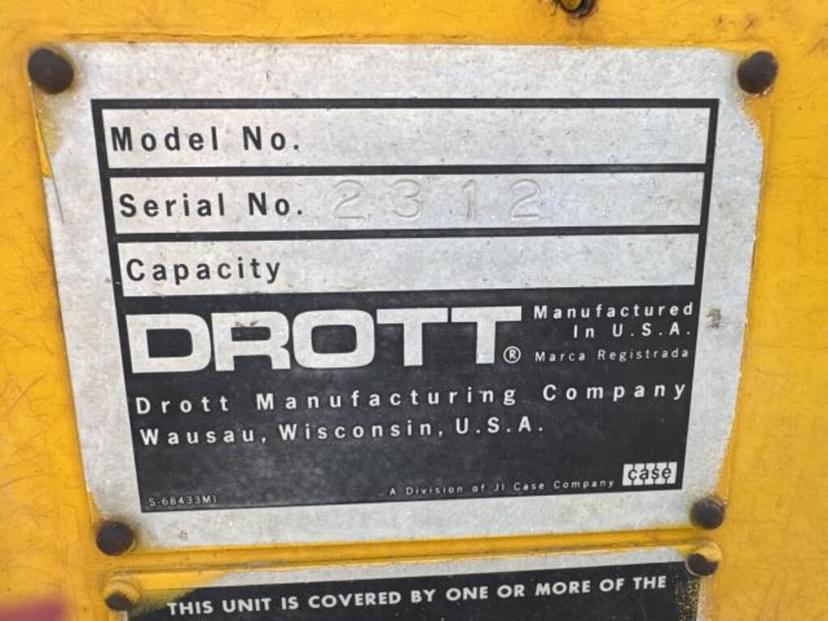 Model No.
Serial No. 2312
Capacity
DROTT®
Manufactured
In U.S.A.
Marca Registrada
Drott Manufacturing Company
Wausau, Wisconsin, U.S.A.
S-68433M1
A Division of JI Case Company case
THIS UNIT IS COVERED BY ONE OR MORE OF THE